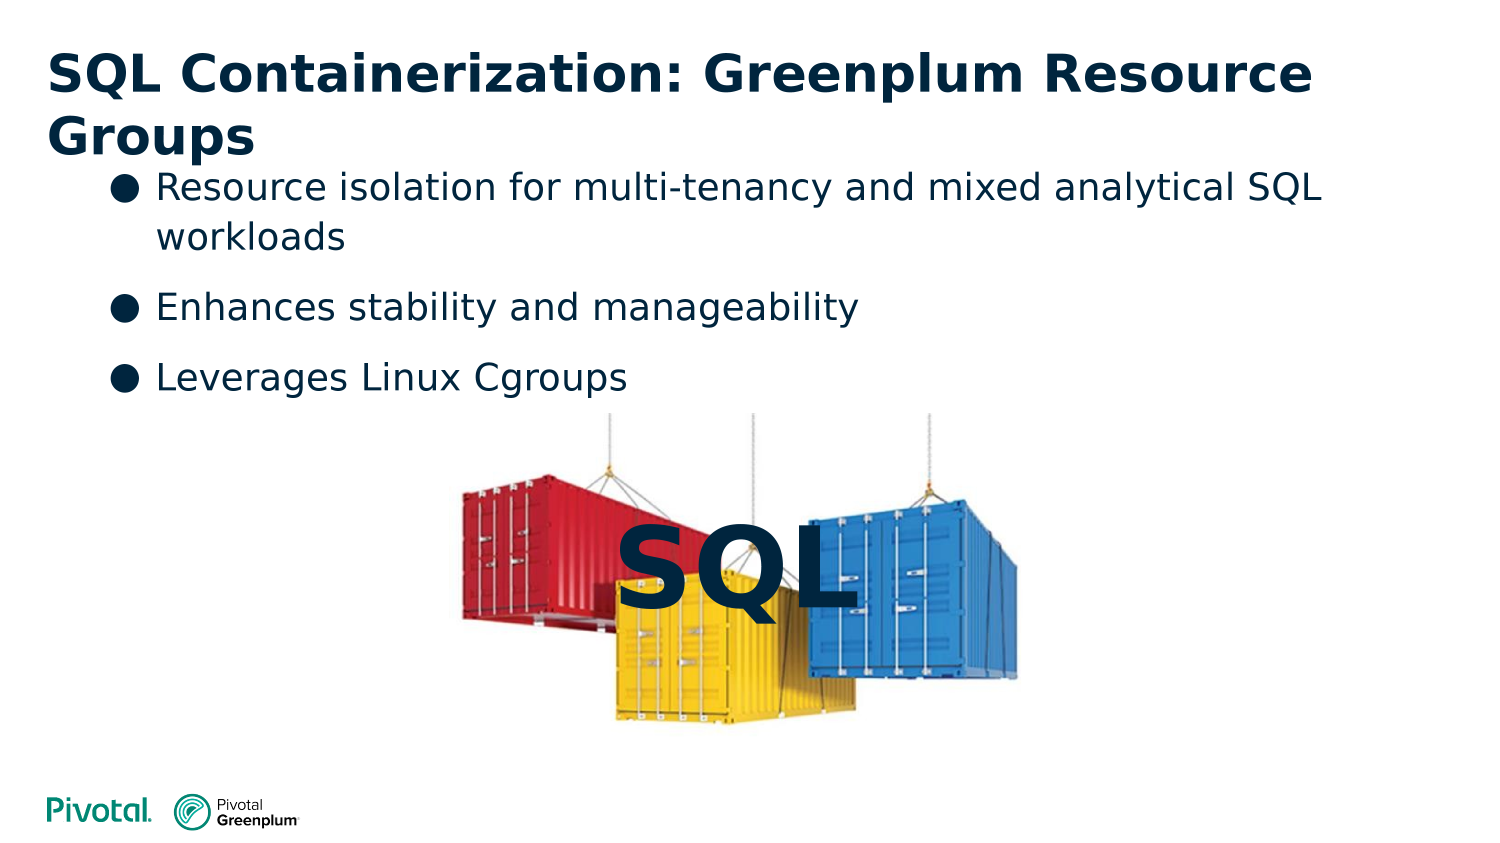 SQL Containerization: Greenplum Resource
Groups
● Resource isolation for multi-tenancy and mixed analytical SQL
workloads
● Enhances stability and manageability
● Leverages Linux Cgroups
SQL
Pivotal.
Pivotal
Greenplum